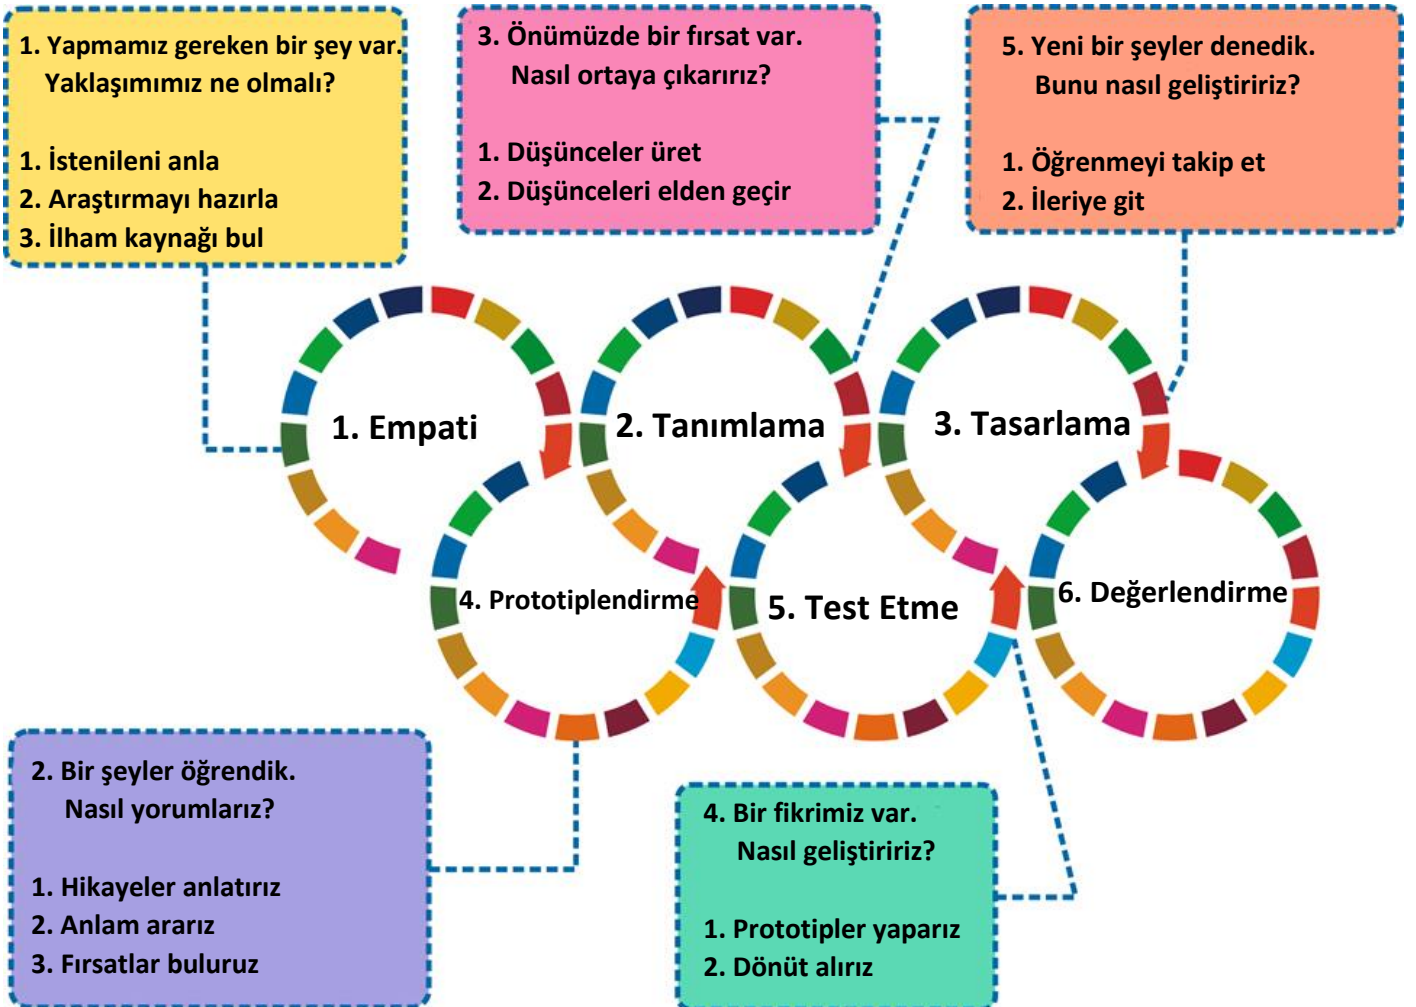 1. Yapmamız gereken bir şey var.
Yaklaşımımız ne olmalı?
1. İstenileni anla
2. Araştırmayı hazırla
3. İlham kaynağı bul
3. Önümüzde bir fırsat var.
Nasıl ortaya çıkarırız?
1. Düşünceler üret
2. Düşünceleri elden geçir
5. Yeni bir şeyler denedik.
Bunu nasıl geliştiririz?
1. Öğrenmeyi takip et
2. İleriye git
1. Empati
2. Tanımlama
3. Tasarlama
4. Prototiplendirme
5. Test Etme
6. Değerlendirme
2. Bir şeyler öğrendik.
Nasıl yorumlarız?
1. Hikayeler anlatırız
2. Anlam ararız
3. Fırsatlar buluruz
4. Bir fikrimiz var.
Nasıl geliştiririz?
1. Prototipler yaparız
2. Dönüt alırız